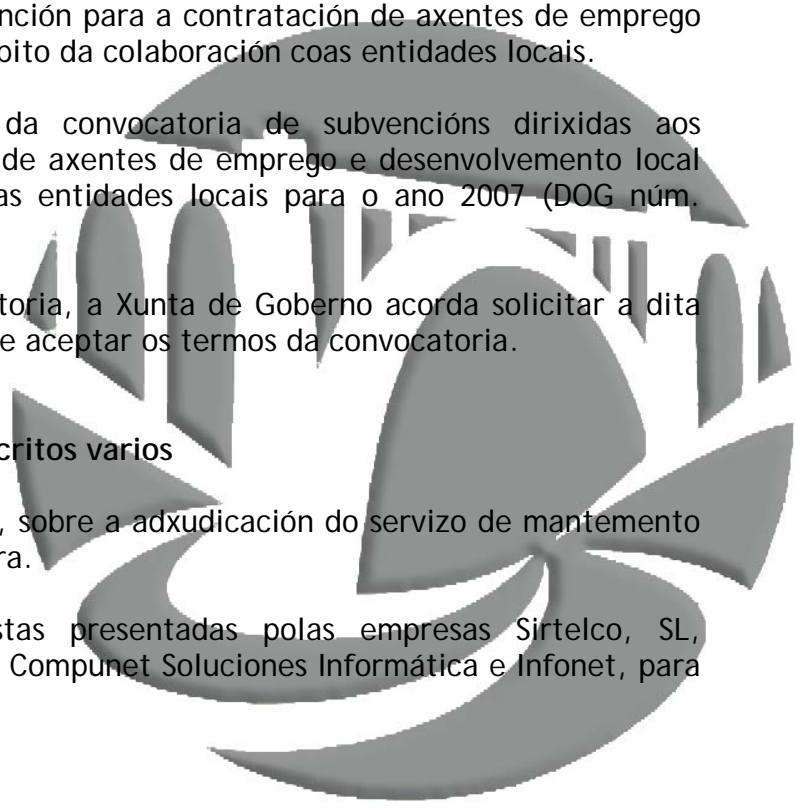 nción para a contratación de axentes de emprego
bito da colaboración coas entidades locais.
da convocatoria de subvencións dirixidas aos
de axentes de emprego e desenvolvemento local
as entidades locais para o ano 2007 (DOG núm.
toria, a Xunta de Goberno acorda solicitar a dita
e aceptar os termos da convocatoria.
critos varios
, sobre a adxudicación do servizo de mantemento
ra.
stas presentadas polas empresas Sirtelco, SL,
Compunet Soluciones Informática e Infonet, para